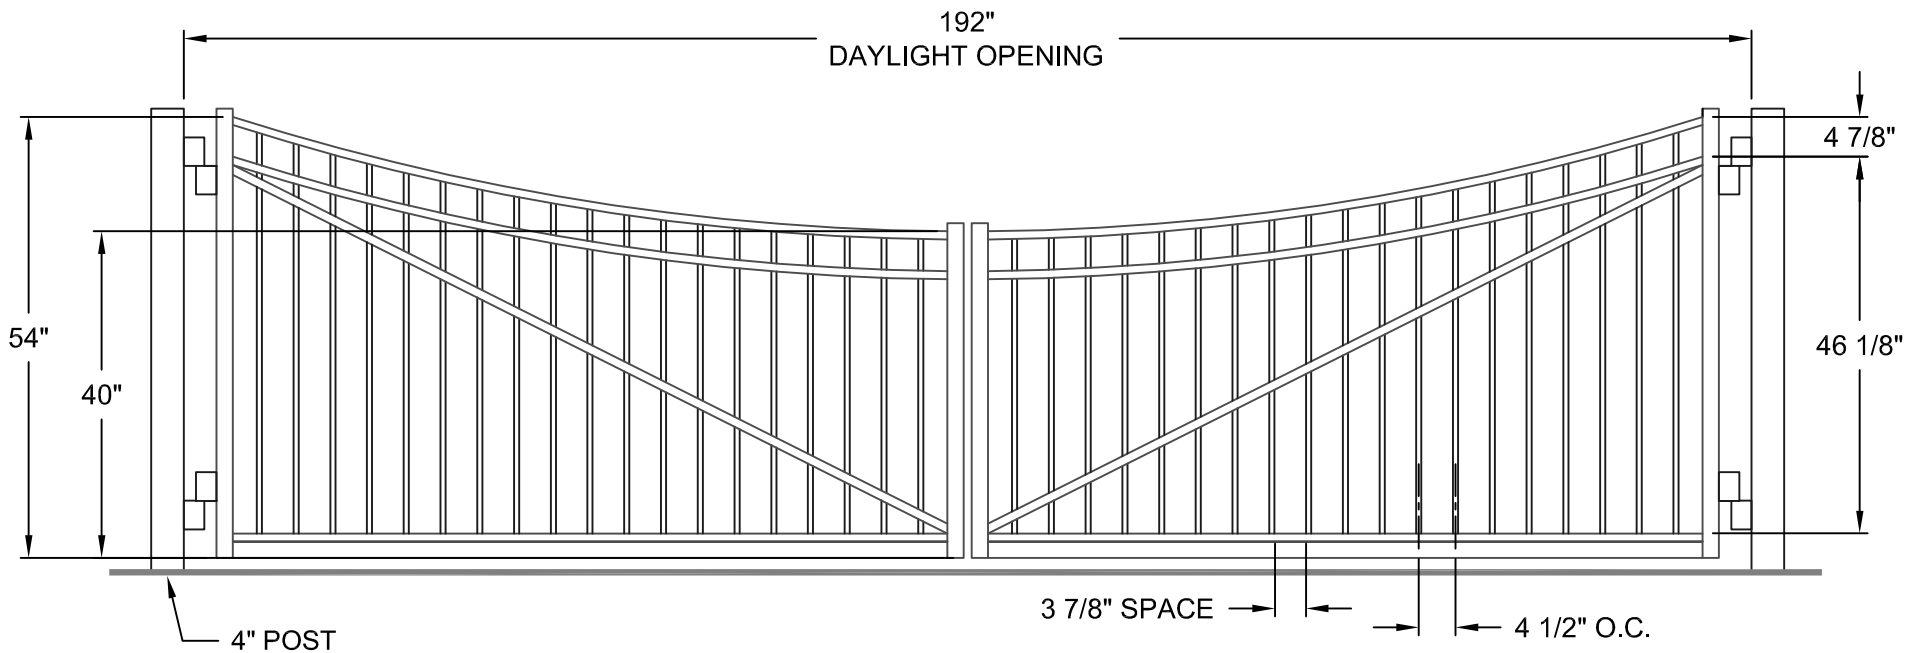 192"
DAYLIGHT OPENING
4 7/8"
54"
46 1/8"
40"
3 7/8" SPACE
4 1/2" O.C.
4" POST